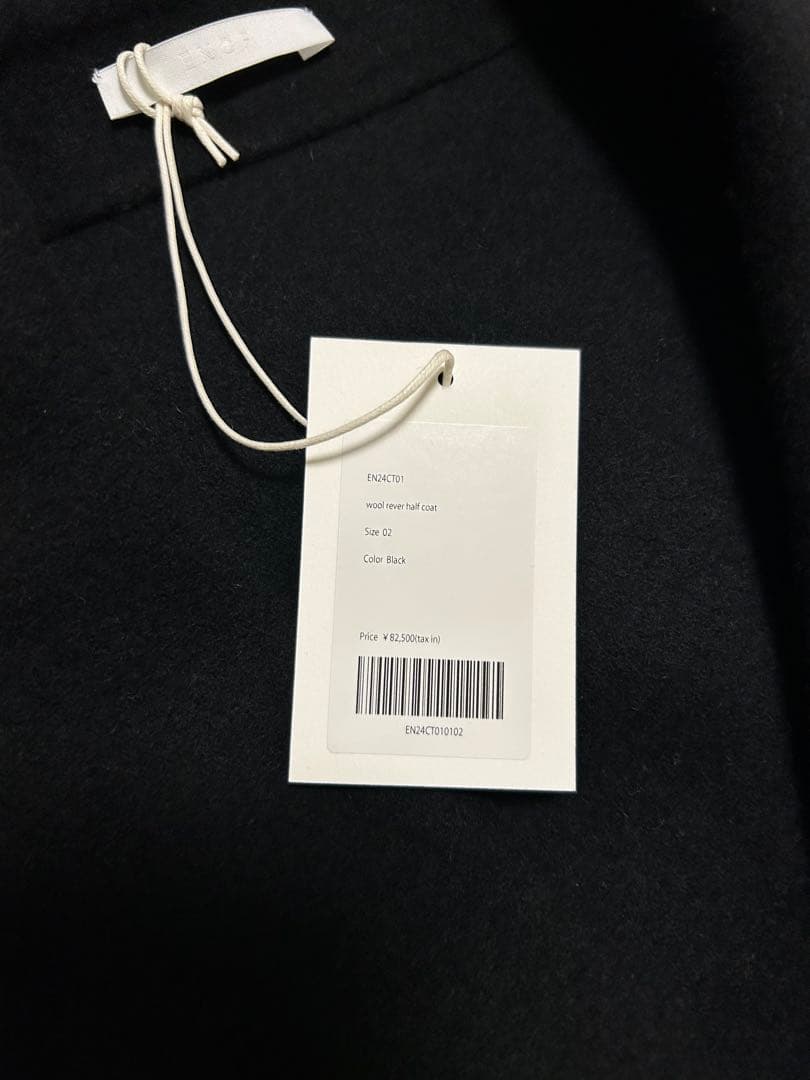 EN24CT01
wool rever half coat
Size 02
Color Black
Price ¥82,500(tax in)
EN24CT010102